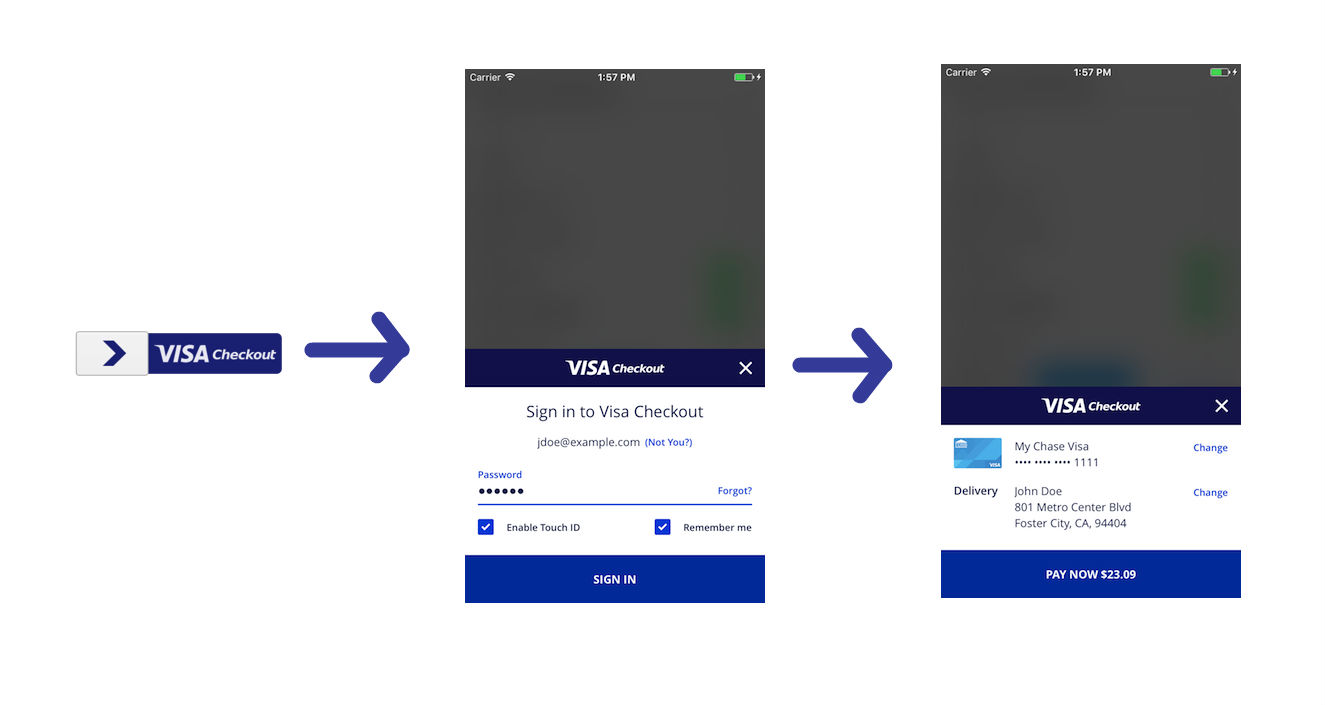 VISA Checkout
Carrier 1:57 PM
VISA Checkout
Sign in to Visa Checkout
jdoe@example.com (Not You?)
Password
●●●●●● Forgot?
Enable Touch ID Remember me
SIGN IN
Carrier 1:57 PM
VISA Checkout
VISA
My Chase Visa Change
•••• •••• •••• 1111
Delivery John Doe Change
801 Metro Center Blvd
Foster City, CA, 94404
PAY NOW $23.09